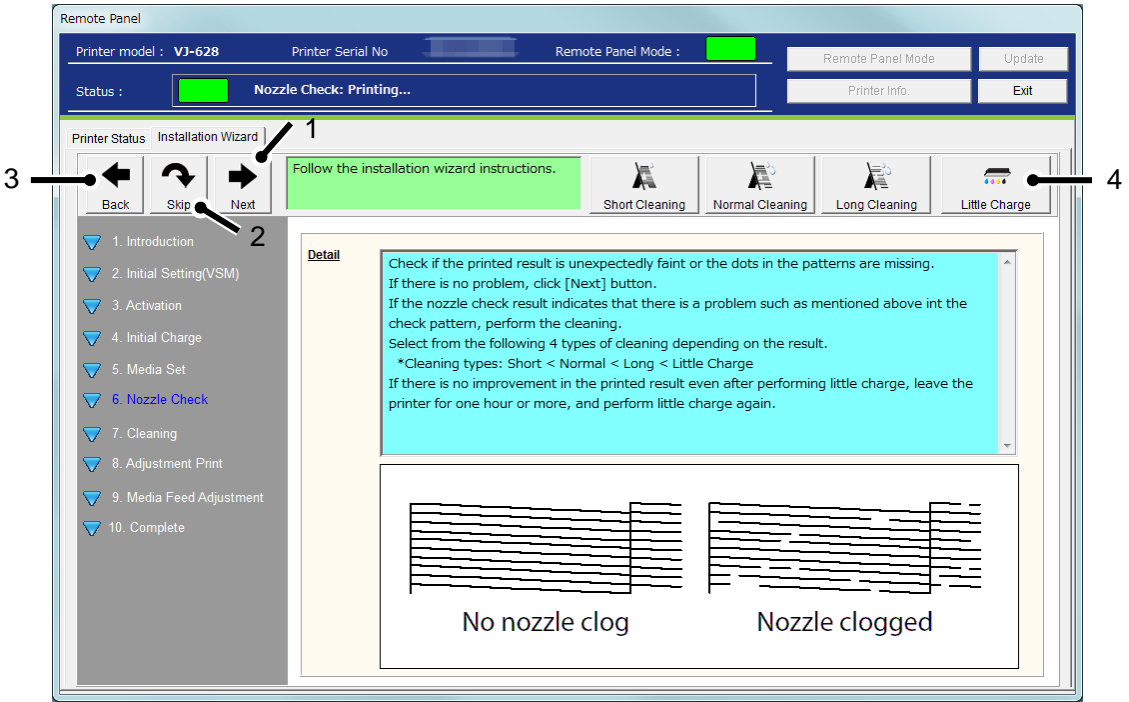 Remote Panel
Printer model : VJ-628 Printer Serial No Remote Panel Mode :
Remote Panel Mode Update
Status : Nozzle Check: Printing...
Printer Info. Exit
Printer Status Installation Wizard
1
3
4
2
Back Skip Next
Follow the installation wizard instructions.
Short Cleaning Normal Cleaning Long Cleaning Little Charge
1. Introduction
2. Initial Setting(VSM)
3. Activation
4. Initial Charge
5. Media Set
6. Nozzle Check
7. Cleaning
8. Adjustment Print
9. Media Feed Adjustment
10. Complete
Detail
Check if the printed result is unexpectedly faint or the dots in the patterns are missing.
If there is no problem, click [Next] button.
If the nozzle check result indicates that there is a problem such as mentioned above int the
check pattern, perform the cleaning.
Select from the following 4 types of cleaning depending on the result.
*Cleaning types: Short < Normal < Long < Little Charge
If there is no improvement in the printed result even after performing little charge, leave the
printer for one hour or more, and perform little charge again.
No nozzle clog Nozzle clogged